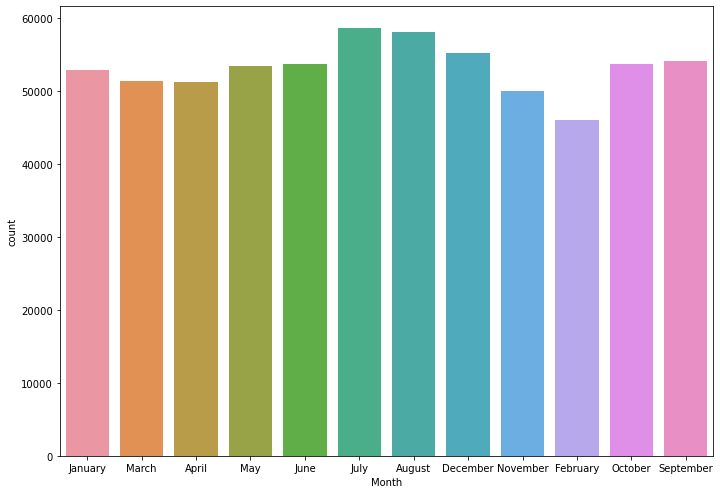 60000
50000
40000
30000
20000
10000
0
count
January March April May June July August December November February October September
Month